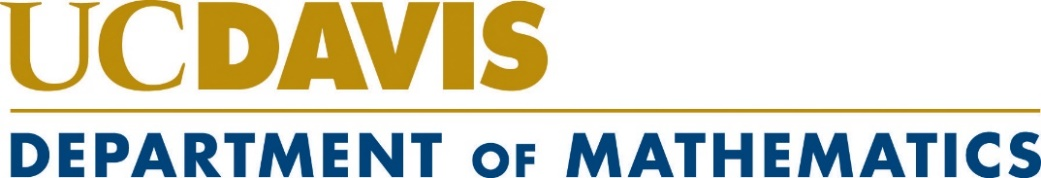 UCDAVIS
DEPARTMENT OF MATHEMATICS